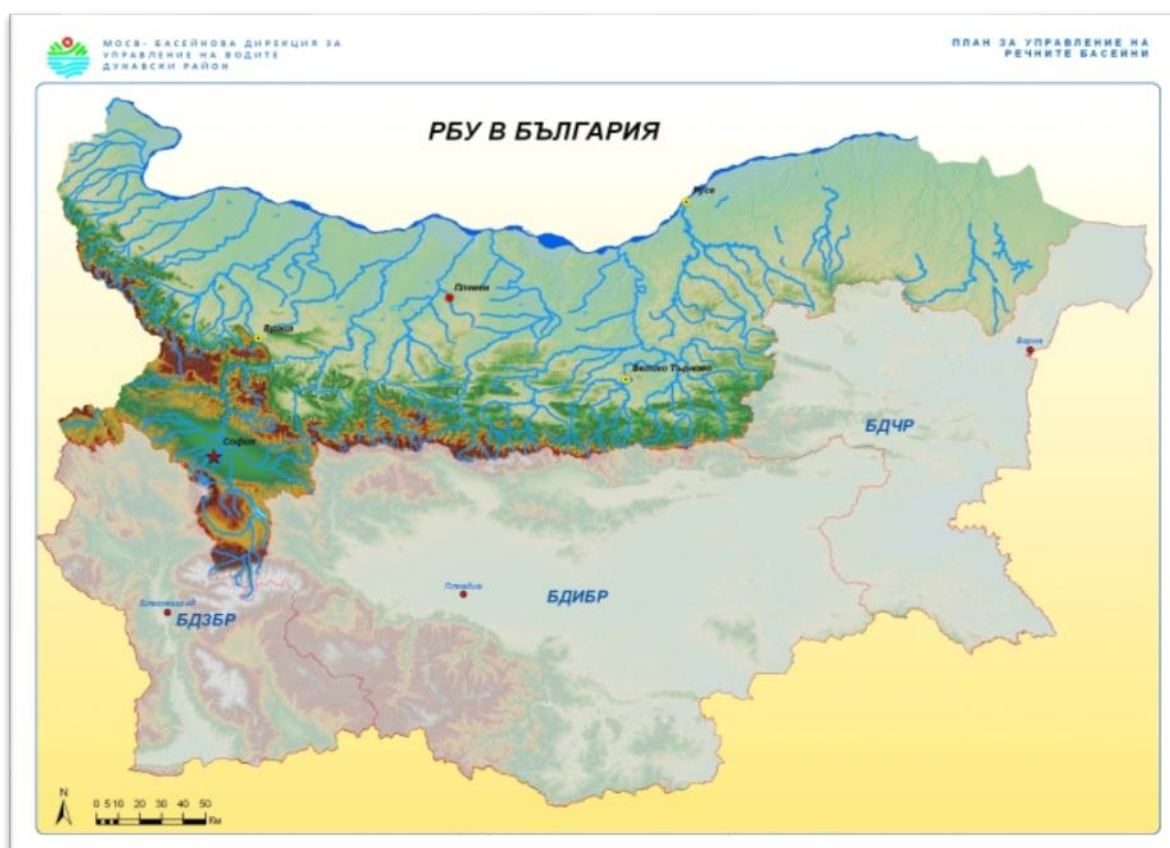 МОСВ- БАСЕЙНОВА ДИРЕКЦИЯ ЗА
УПРАВЛЕНИЕ НА ВОДИТЕ
ДУНАВСКИ РАЙОН
ПЛАН ЗА УПРАВЛЕНИЕ НА
РЕЧНИТЕ БАСЕЙНИ
РБУ В БЪЛГАРИЯ
Русе
Плевен
Враца
Велико Търново
Варна
БДЧР
София
Пловдив
БДИБР
Благоевград
БДЗБР
N
0 5 10 20 30 40 50
Км